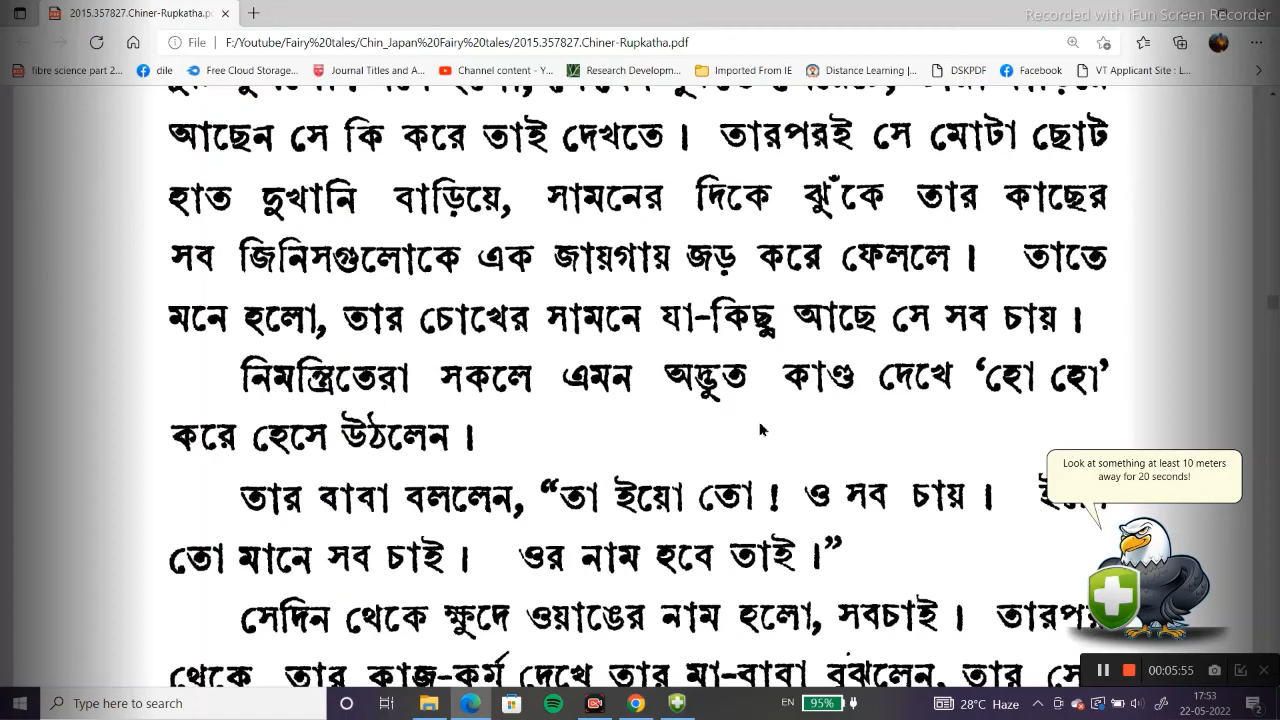 2015.357827.Chiner-Rupkatha.pd
Recorded with iFun Screen Recorder
File F:/Youtube/Fairy%20tales/Chin_Japan%20Fairy%20tales/2015.357827.Chiner-Rupkatha.pdf
fibre science part 2... dile Free Cloud Storage... Journal Titles and A... Channel content - Y... Research Developm... Imported From IE Distance Learning |... DSKPDF Facebook VT Applicant Site : L...
আছেন সে কি করে তাই দেখতে। তারপরই সে মোটা ছোট
হাত দুখানি বাড়িয়ে, সামনের দিকে ঝুঁকে তার কাছের
সব জিনিসগুলোকে এক জায়গায় জড় করে ফেললে। তাতে
মনে হলো, তার চোখের সামনে যা-কিছু আছে সে সব চায়।
নিমন্ত্রিতেরা সকলে এমন অদ্ভুত কাণ্ড দেখে ‘হো হো’
করে হেসে উঠলেন।
Look at something at least 10 meters
away for 20 seconds!
তার বাবা বললেন, “তা ইয়ো তো! ও সব চায়।
তো মানে সব চাই। ওর নাম হবে তাই।”
সেদিন থেকে ক্ষুদে ওয়াঙের নাম হলো, সবচাই। তারপর
থেকে তার কাজ-কর্ম দেখে তার মা-বাবা বুঝলেন, তার
00:05:55
Type here to search
EN 95% 28°C Haze 17:53
22-05-2022